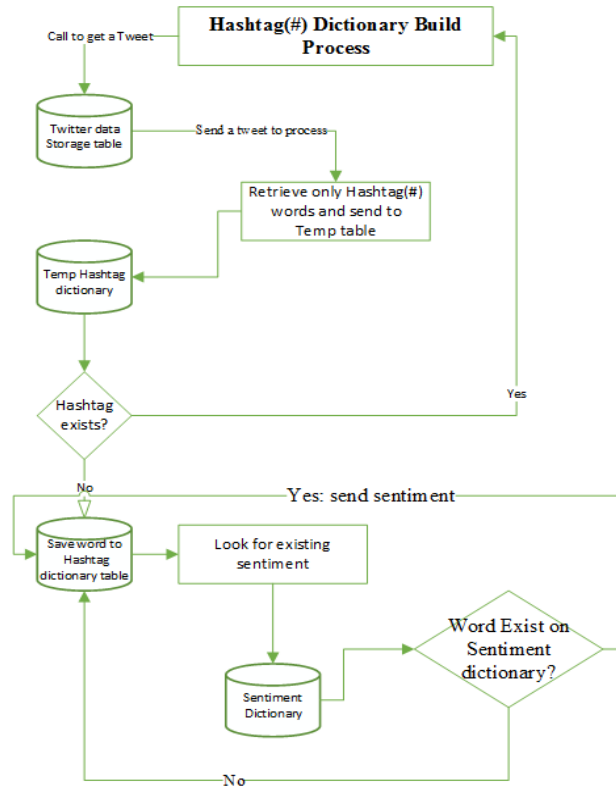 Hashtag(#) Dictionary Build
Process
Call to get a Tweet
Twitter data
Storage table
Send a tweet to process
Retrieve only Hashtag(#)
words and send to
Temp table
Temp Hashtag
dictionary
Hashtag
exists?
Yes
No
Yes: send sentiment
Save word to
Hashtag
dictionary table
Look for existing
sentiment
Word Exist on
Sentiment
dictionary?
Sentiment
Dictionary
No